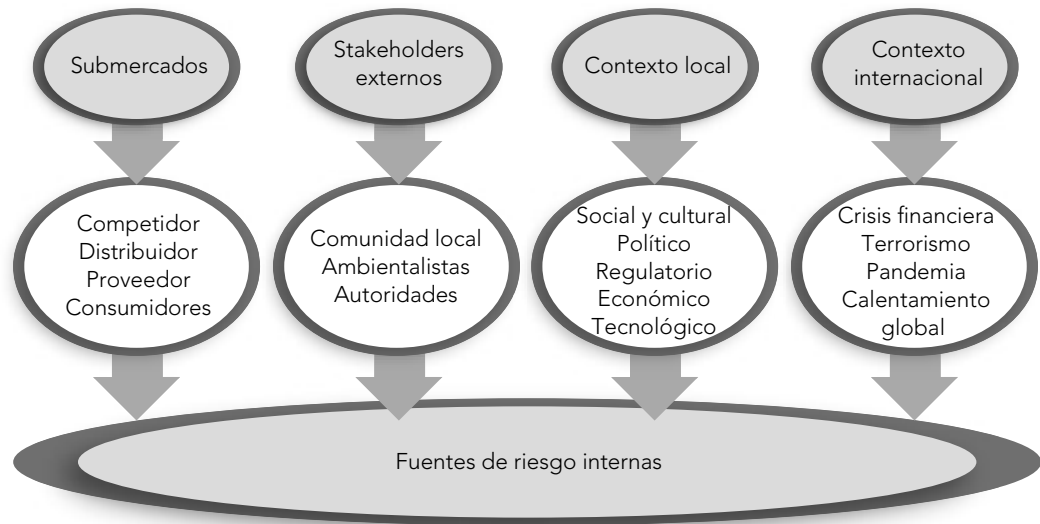 Submercados
Stakeholders
externos
Contexto local
Contexto
internacional
Competidor
Distribuidor
Proveedor
Consumidores
Comunidad local
Ambientalistas
Autoridades
Social y cultural
Político
Regulatorio
Económico
Tecnológico
Crisis financiera
Terrorismo
Pandemia
Calentamiento
global
Fuentes de riesgo internas